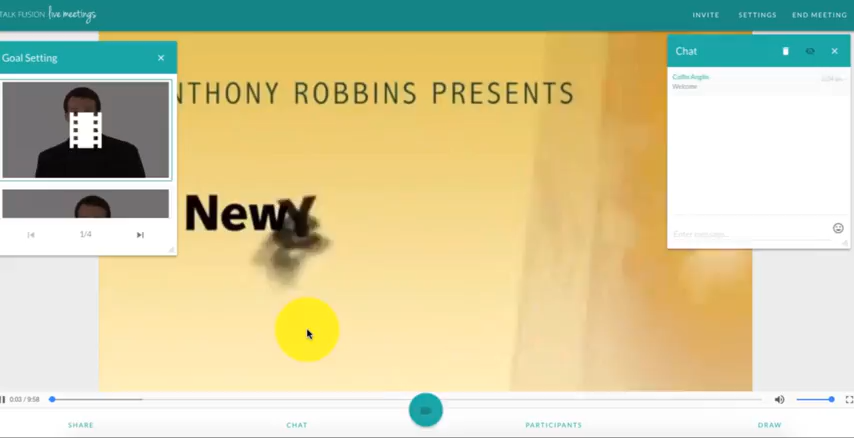 TALK FUSION live meetings
INVITE SETTINGS END MEETING
Goal Setting
1/4
NTHONY ROBBINS PRESENTS
NewY
Chat
Collin Anglin
Welcome
0:03 / 9:58
SHARE CHAT PARTICIPANTS DRAW